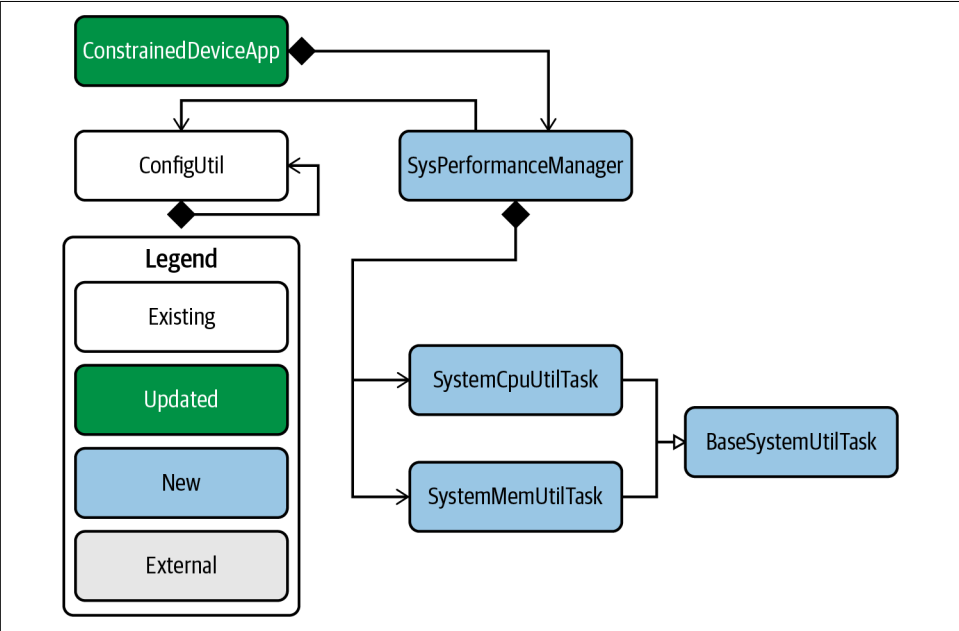 ConstrainedDeviceApp
ConfigUtil
SysPerformanceManager
Legend
Existing
Updated
New
External
SystemCpuUtilTask
SystemMemUtilTask
BaseSystemUtilTask